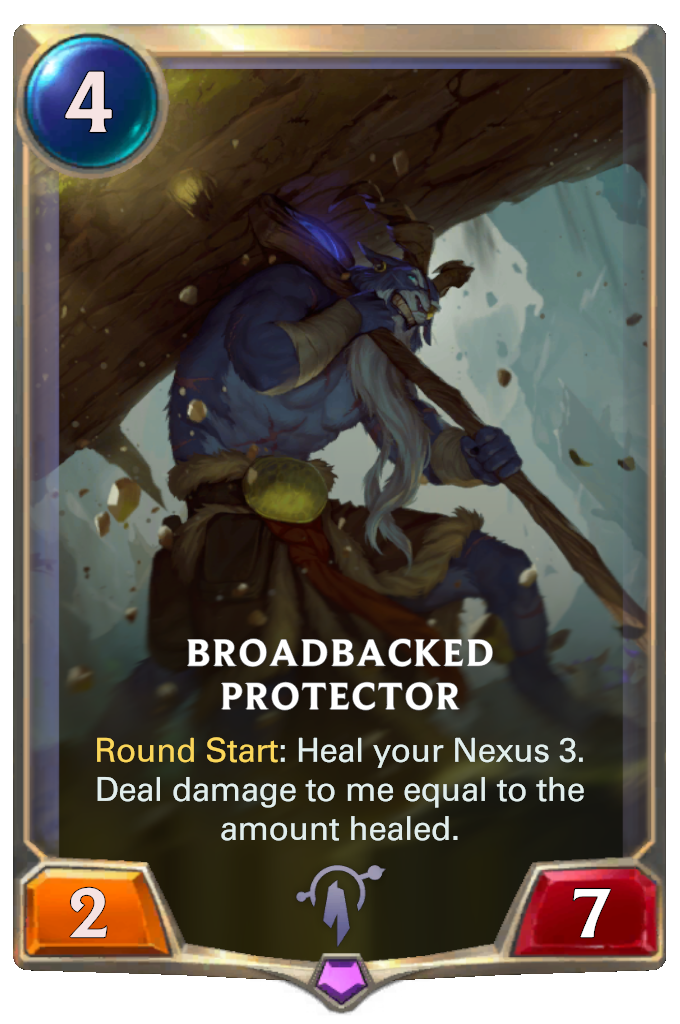 4
BROADBACKED
PROTECTOR
Round Start: Heal your Nexus 3.
Deal damage to me equal to the
amount healed.
2
7